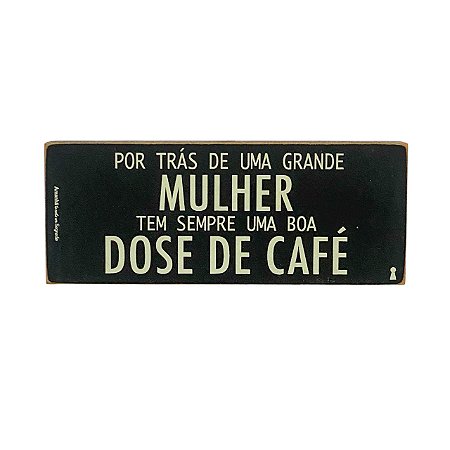 POR TRÁS DE UMA GRANDE
MULHER
TEM SEMPRE UMA BOA
DOSE DE CAFÉ